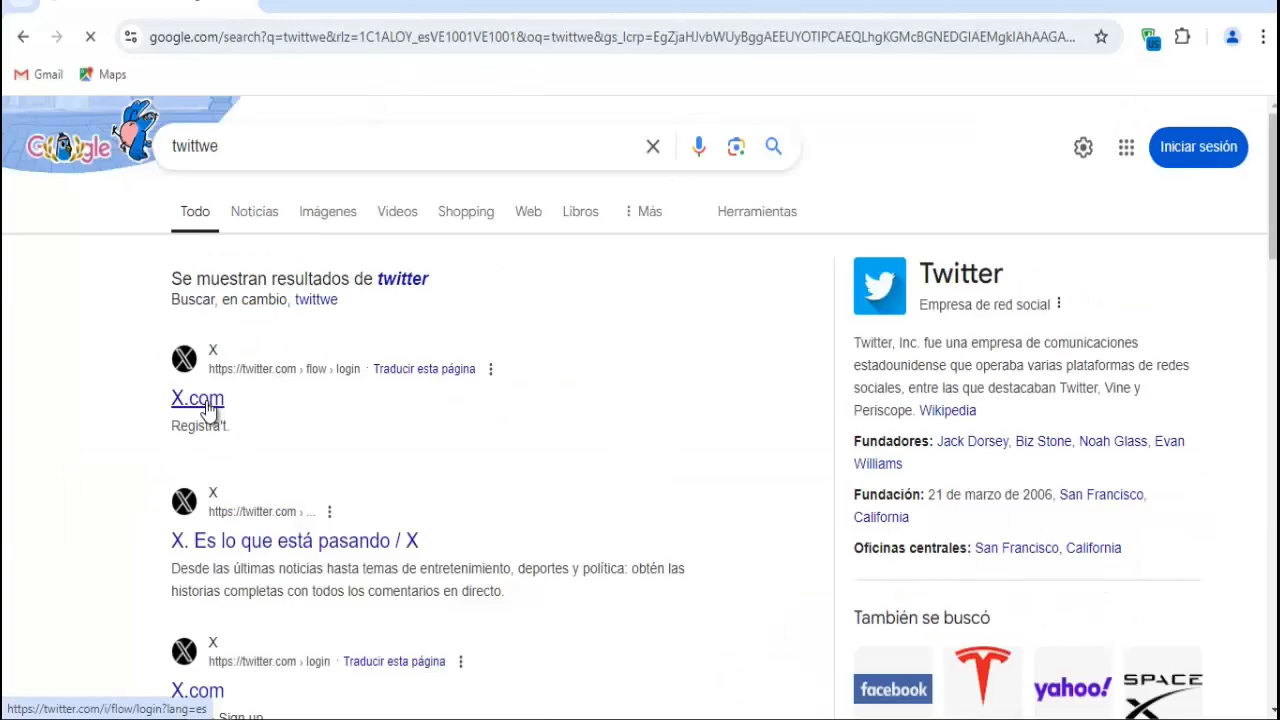 google.com/search?q=twittwe&rlz=1C1ALOY_esVE1001VE1001&oq=twittwe&gs_lcrp=EgZjaHJvbWUyBggAEEUYOTIPCAEQLhgKGMcBGNEDGIAEMgkIAhAAGA...
US
Gmail Maps
Google
twittwe
Iniciar sesión
Todo Noticias Imágenes Videos Shopping Web Libros Más Herramientas
Se muestran resultados de twitter
Buscar, en cambio, twittwe
X
https://twitter.com › flow › login · Traducir esta página
X.com
Registra't.
X
https://twitter.com › ...
X. Es lo que está pasando / X
Desde las últimas noticias hasta temas de entretenimiento, deportes y política: obtén las
historias completas con todos los comentarios en directo.
X
https://twitter.com › login · Traducir esta página
X.com
Sign up
Twitter
Empresa de red social
Twitter, Inc. fue una empresa de comunicaciones
estadounidense que operaba varias plataformas de redes
sociales, entre las que destacaban Twitter, Vine y
Periscope. Wikipedia
Fundadores: Jack Dorsey, Biz Stone, Noah Glass, Evan
Williams
Fundación: 21 de marzo de 2006, San Francisco,
California
Oficinas centrales: San Francisco, California
También se buscó
facebook yahoo! SPACE
X
https://twitter.com/i/flow/login?lang=es